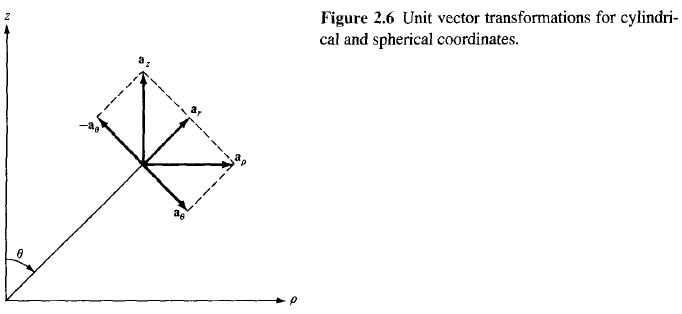 z
Figure 2.6 Unit vector transformations for cylindri-
cal and spherical coordinates.
a_z
a_r
−a_θ
a_ρ
a_θ
θ
ρ